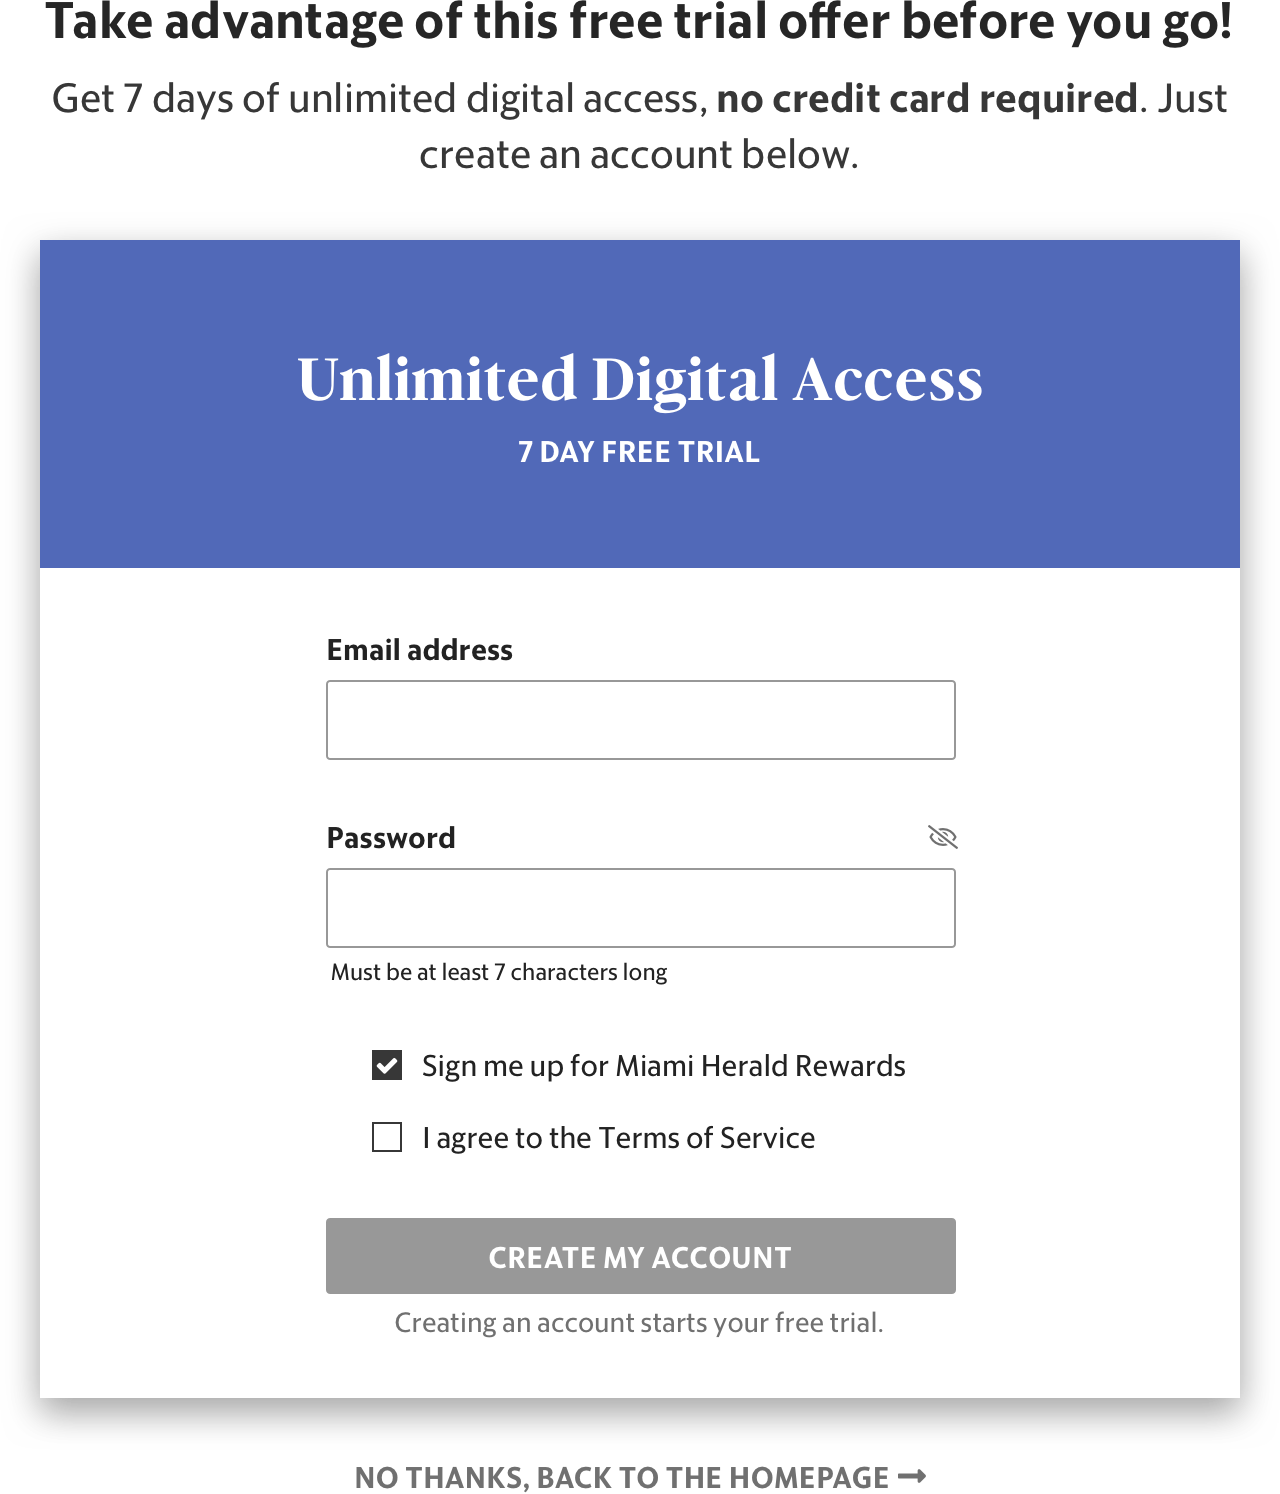 Take advantage of this free trial offer before you go!
Get 7 days of unlimited digital access, no credit card required. Just
create an account below.
Unlimited Digital Access
7 DAY FREE TRIAL
Email address
Password
Must be at least 7 characters long
Sign me up for Miami Herald Rewards
I agree to the Terms of Service
CREATE MY ACCOUNT
Creating an account starts your free trial.
NO THANKS, BACK TO THE HOMEPAGE